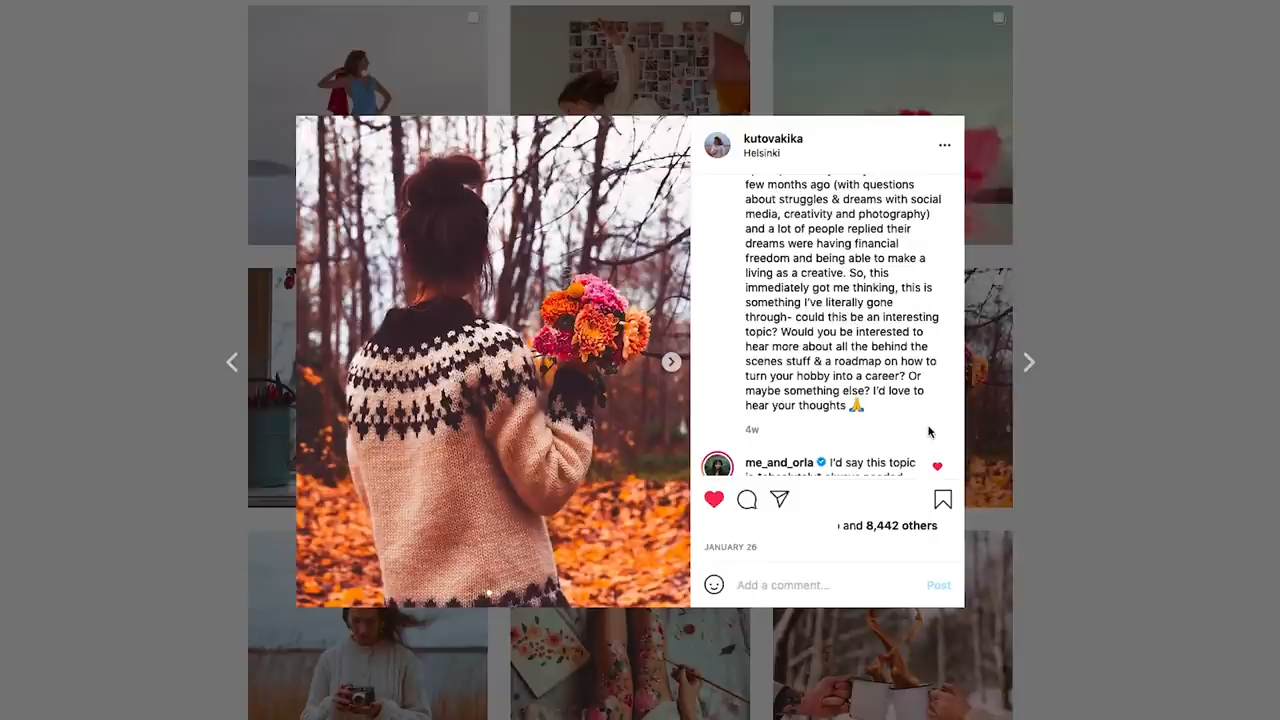 kutovakika
Helsinki
few months ago (with questions
about struggles & dreams with social
media, creativity and photography)
and a lot of people replied their
dreams were having financial
freedom and being able to make a
living as a creative. So, this
immediately got me thinking, this is
something I've literally gone
through- could this be an interesting
topic? Would you be interested to
hear more about all the behind the
scenes stuff & a roadmap on how to
turn your hobby into a career? Or
maybe something else? I'd love to
hear your thoughts 🙏
4w
me_and_orla I'd say this topic
is *absolutely* always needed
and 8,442 others
JANUARY 26
Add a comment...
Post